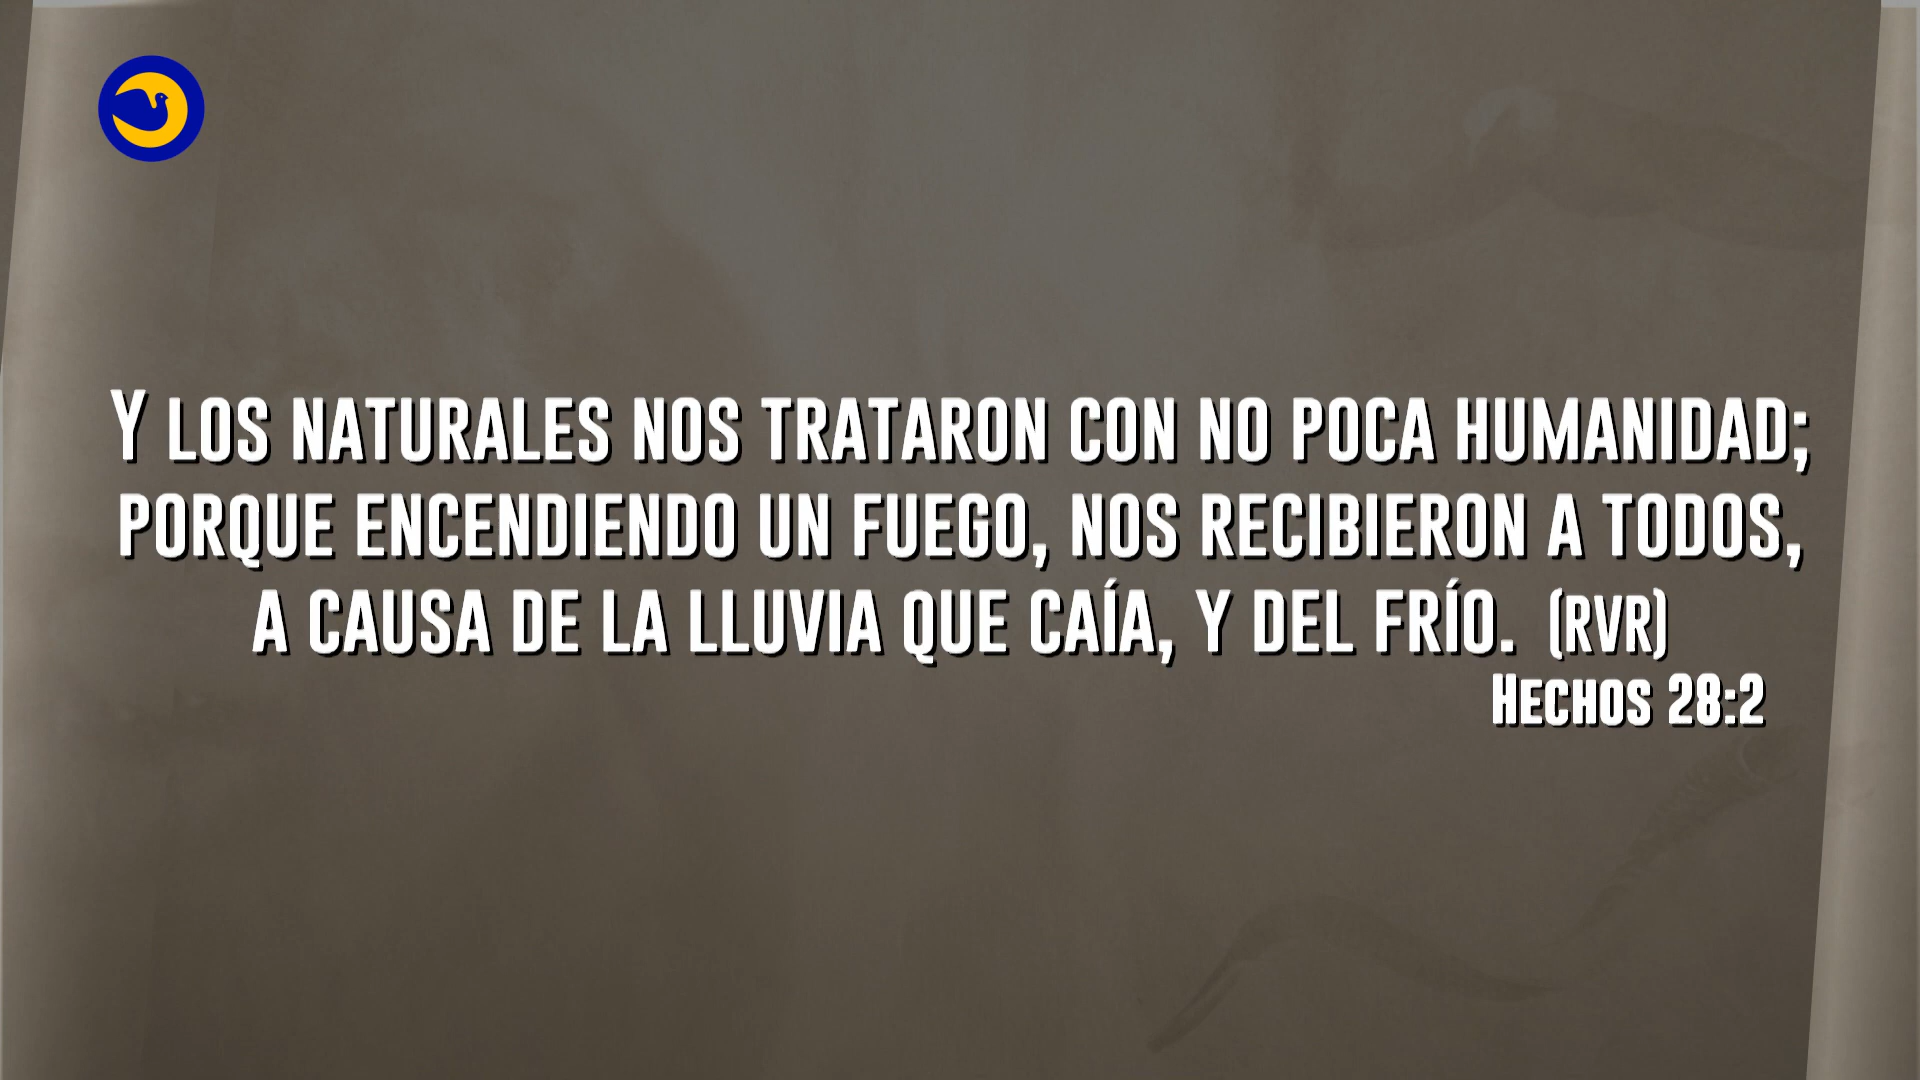 Y LOS NATURALES NOS TRATARON CON NO POCA HUMANIDAD;
PORQUE ENCENDIENDO UN FUEGO, NOS RECIBIERON A TODOS,
A CAUSA DE LA LLUVIA QUE CAÍA, Y DEL FRÍO. (RVR)
HECHOS 28:2